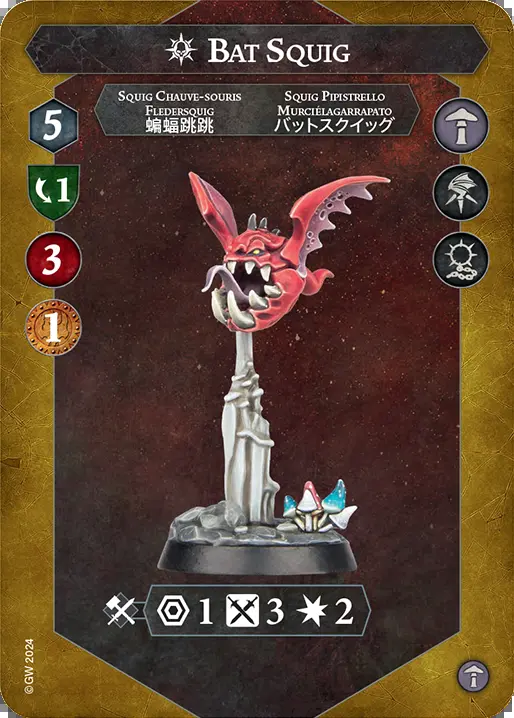 Bat Squig
Squig Chauve-souris
Fledersquig
蝙蝠跳跳
Squig Pipistrello
Murciélagarrapato
バットスクイッグ
5
1
3
1
1 3 2
©GW 2024